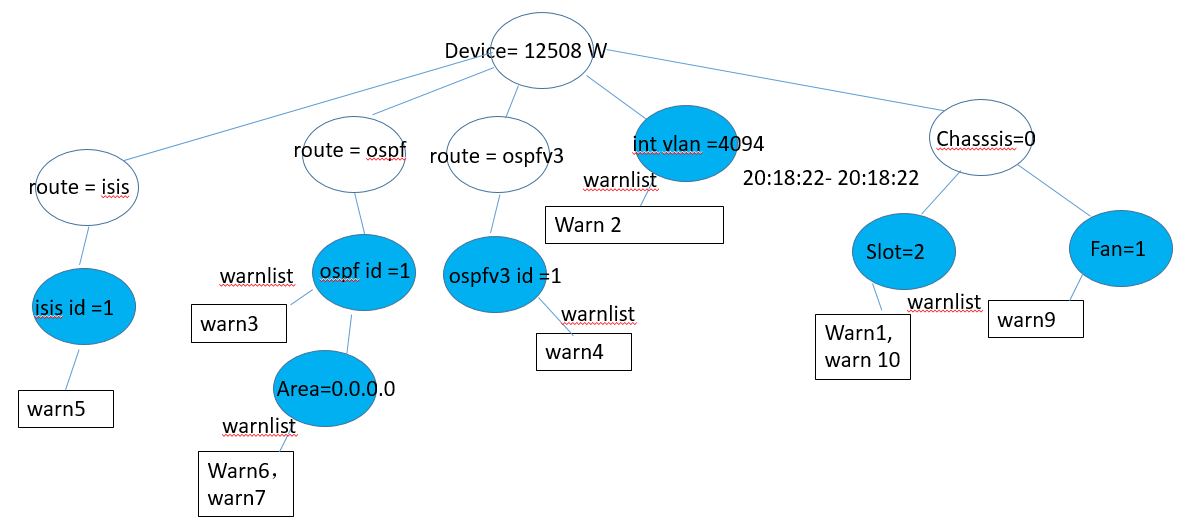 Device= 12508 W
route = isis
route = ospf
route = ospfv3
int vlan =4094
Chasssis=0
warnlist
20:18:22- 20:18:22
Warn 2
isis id =1
warnlist
ospf id =1
ospfv3 id =1
Slot=2
Fan=1
warn3
warnlist
warn4
warnlist
Warn1,
warn 10
warn9
warn5
Area=0.0.0.0
warnlist
Warn6，
warn7